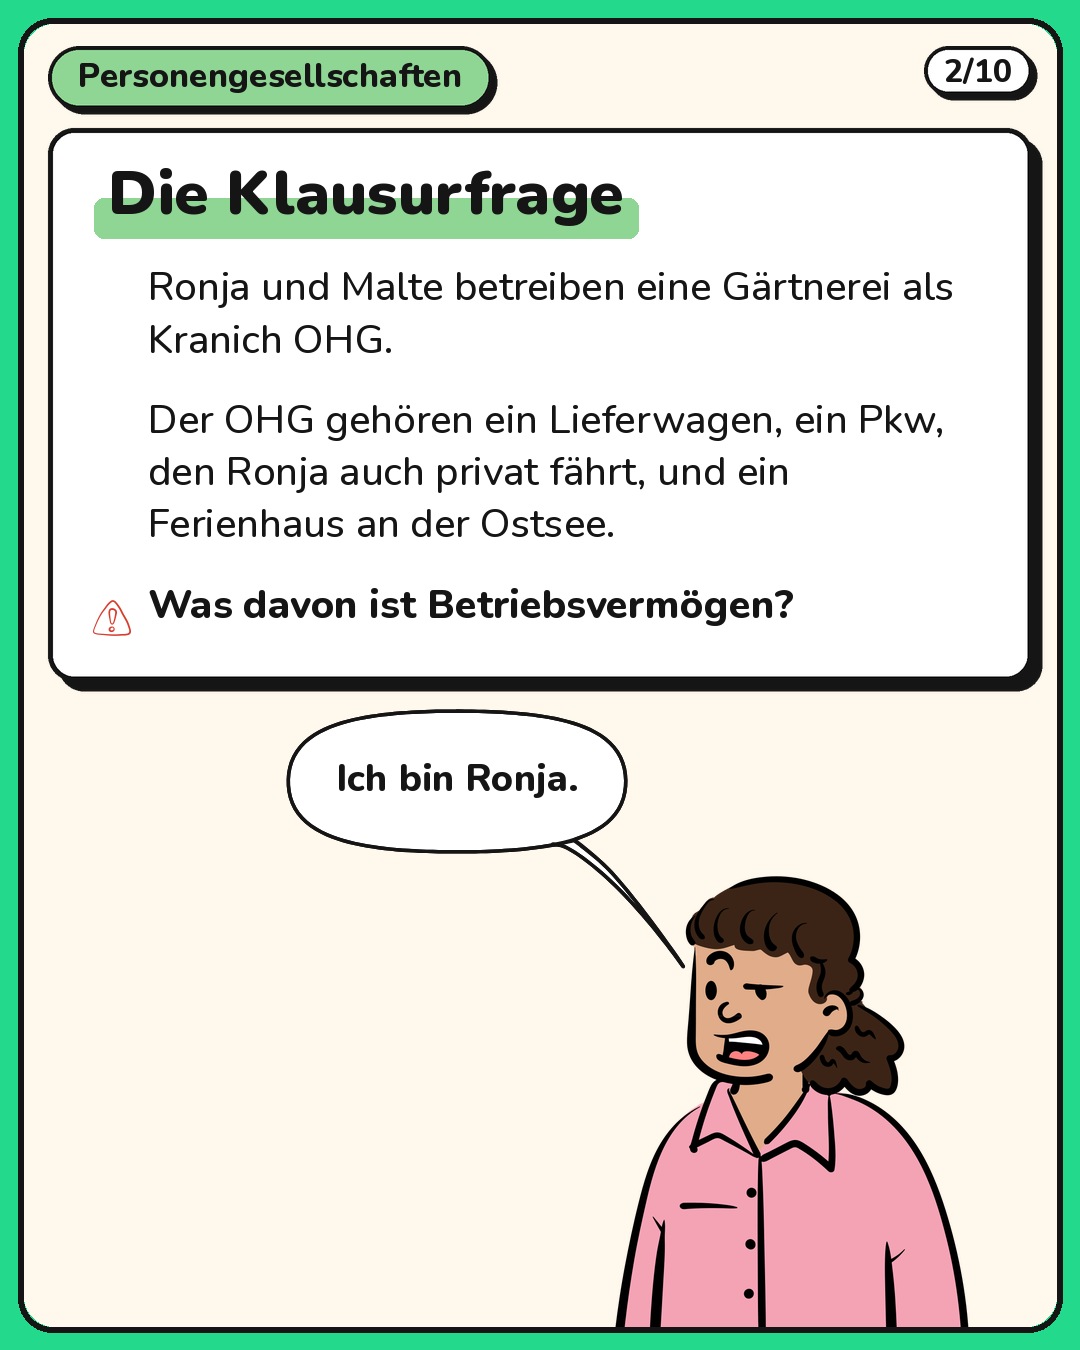 Personengesellschaften
2/10
Die Klausurfrage
Ronja und Malte betreiben eine Gärtnerei als
Kranich OHG.
Der OHG gehören ein Lieferwagen, ein Pkw,
den Ronja auch privat fährt, und ein
Ferienhaus an der Ostsee.
Was davon ist Betriebsvermögen?
Ich bin Ronja.